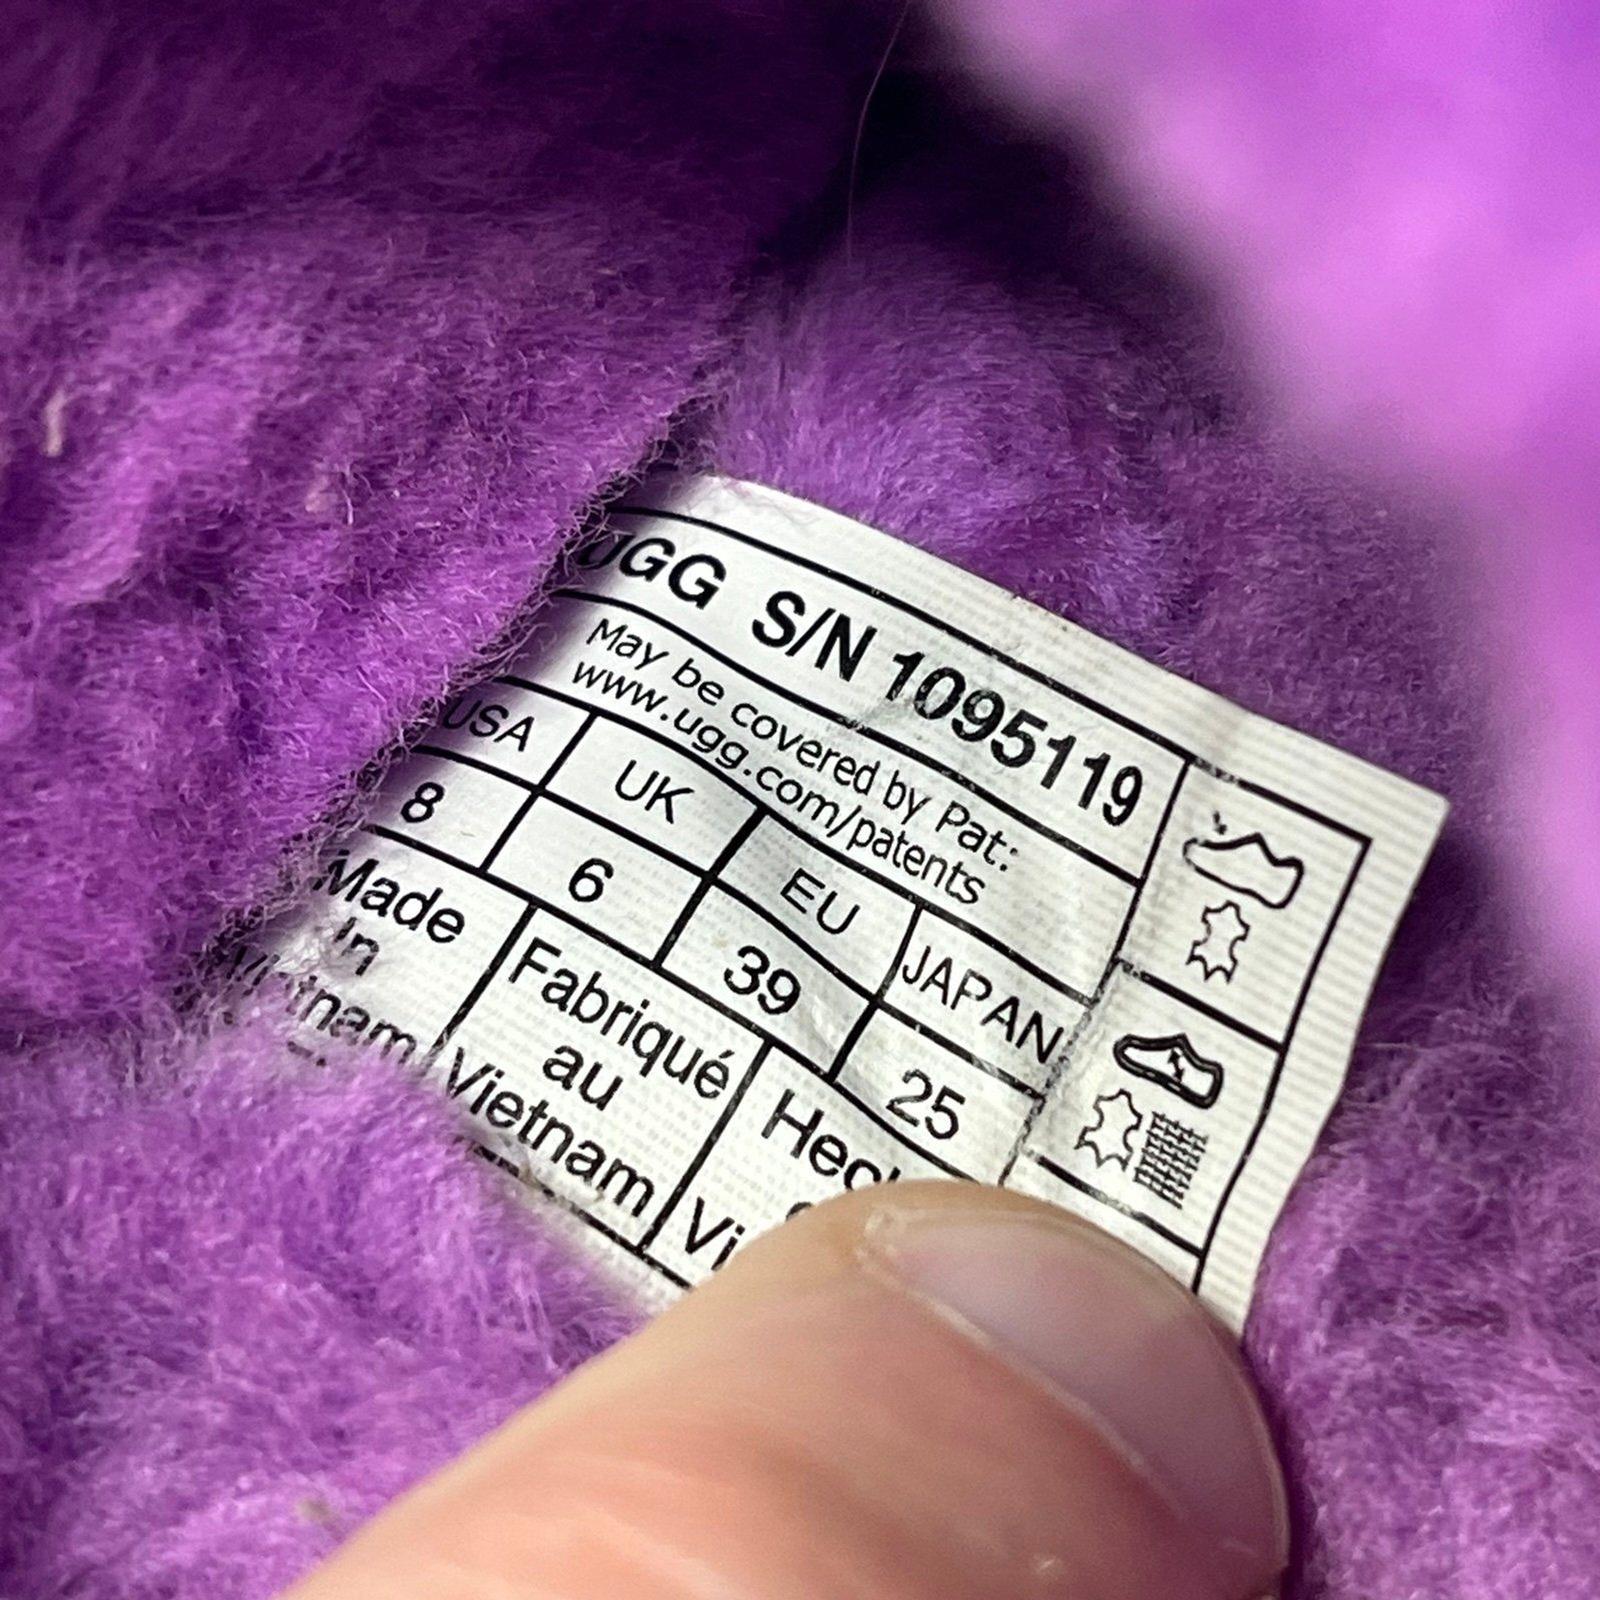 UGG S/N 1095119
May be covered by Pat:
www.ugg.com/patents
USA UK EU JAPAN
8 6 39 25
Made
in
Vietnam
Fabriqué
au
Vietnam